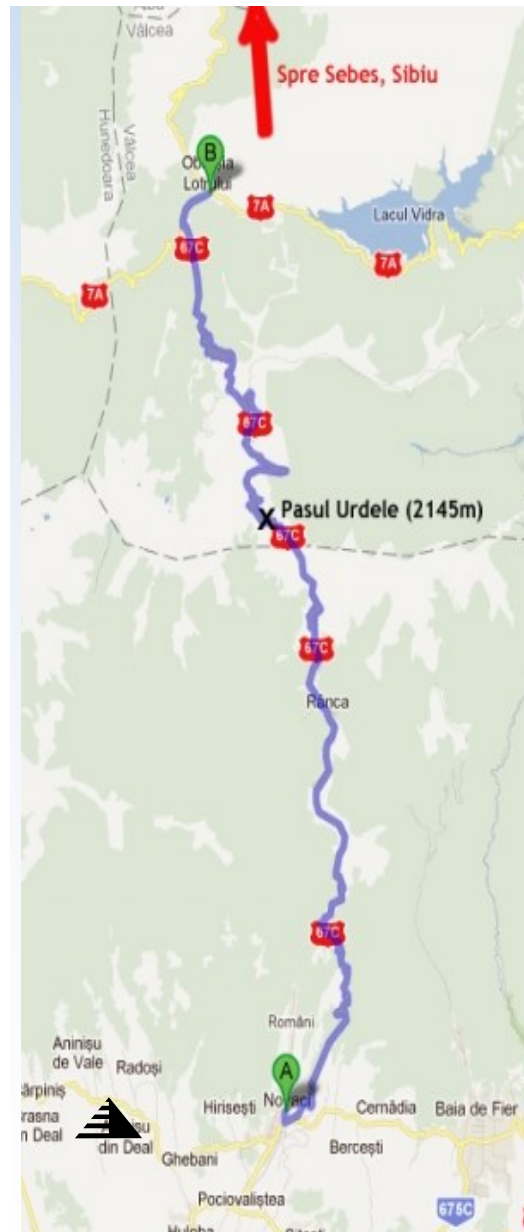 Vâlcea
Vâlcea
Hunedoara
Spre Sebes, Sibiu
B
Lotrului
7A
Lacul Vidra
67C
7A
7A
67C
Pasul Urdele (2145m)
67C
67C
Rânca
67C
Români
Aninișu
de Vale
Radoși
A
Hirisești
Cernădia
Baia de Fier
in Deal
din Deal
Ghebani
Bercești
Pociovaliștea
675C